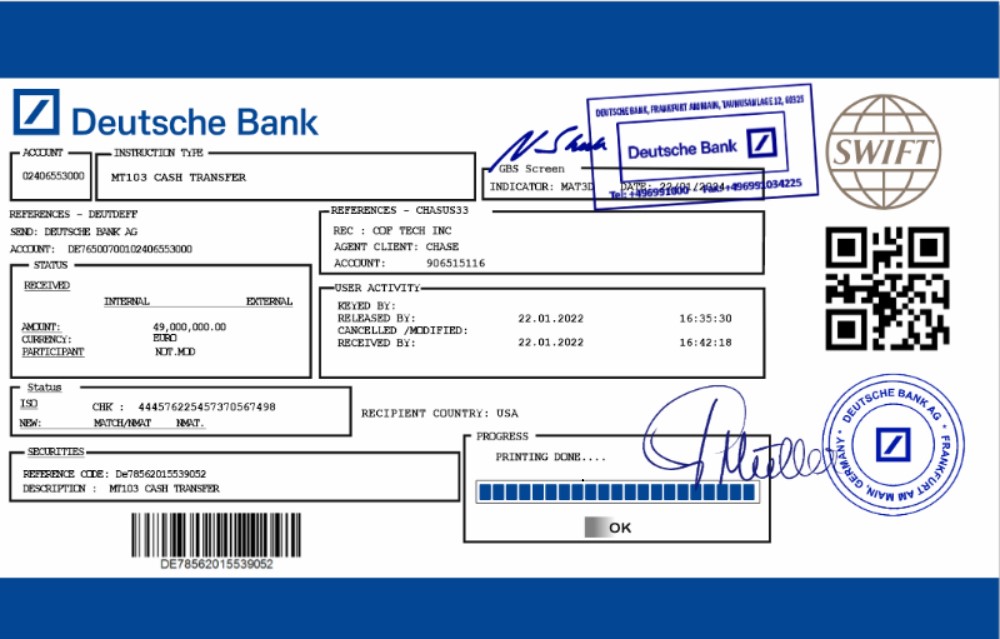 Deutsche Bank
DEUTSCHE BANK, FRANKFURT AM MAIN, TAUNUSANLAGE 12, 60325
Deutsche Bank
SWIFT
ACCOUNT
02406553000
INSTRUCTION TYPE
MT103 CASH TRANSFER
GBS Screen
INDICATOR: MAT3D DATE: 22/01/2024
Tel: +496991000 Fax: +496991034225
REFERENCES - DEUTDEFF
SEND: DEUTSCHE BANK AG
ACCOUNT: DE76500700102406553000
REFERENCES - CHASUS33
REC : COF TECH INC
AGENT CLIENT: CHASE
ACCOUNT: 906515116
STATUS
RECEIVED
INTERNAL EXTERNAL
AMOUNT: 49,000,000.00
CURRENCY: EURO
PARTICIPANT NOT.MOD
USER ACTIVITY
KEYED BY:
RELEASED BY: 22.01.2022 16:35:30
CANCELLED /MODIFIED:
RECEIVED BY: 22.01.2022 16:42:18
Status
ISO CHK : 444576225457370567498
NEW: MATCH/NMAT NMAT.
RECIPIENT COUNTRY: USA
SECURITIES
REFERENCE CODE: De78562015539052
DESCRIPTION : MT103 CASH TRANSFER
PROGRESS
PRINTING DONE....
OK
DEUTSCHE BANK AG * FRANKFURT AM MAIN, GERMANY *
DE78562015539052